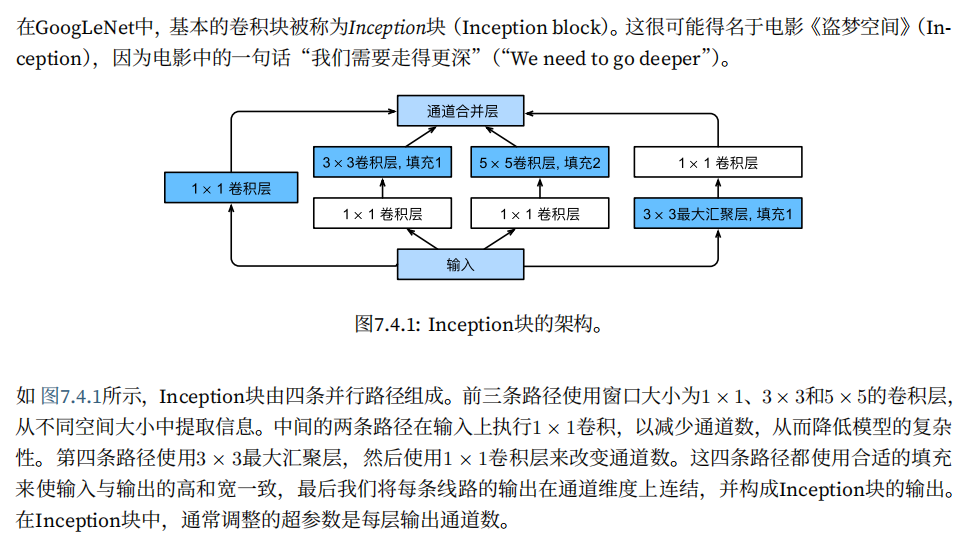 在GoogLeNet中，基本的卷积块被称为Inception块（Inception block）。这很可能得名于电影《盗梦空间》（In-
ception），因为电影中的一句话“我们需要走得更深”（“We need to go deeper”）。
通道合并层
3 × 3卷积层, 填充1
5 × 5卷积层, 填充2
1 × 1 卷积层
1 × 1 卷积层
1 × 1 卷积层
1 × 1 卷积层
3 × 3最大汇聚层, 填充1
输入
图7.4.1: Inception块的架构。
如 图7.4.1所示，Inception块由四条并行路径组成。前三条路径使用窗口大小为1 × 1、3 × 3和5 × 5的卷积层，
从不同空间大小中提取信息。中间的两条路径在输入上执行1 × 1卷积，以减少通道数，从而降低模型的复杂
性。第四条路径使用3 × 3最大汇聚层，然后使用1 × 1卷积层来改变通道数。这四条路径都使用合适的填充
来使输入与输出的高和宽一致，最后我们将每条线路的输出在通道维度上连结，并构成Inception块的输出。
在Inception块中，通常调整的超参数是每层输出通道数。